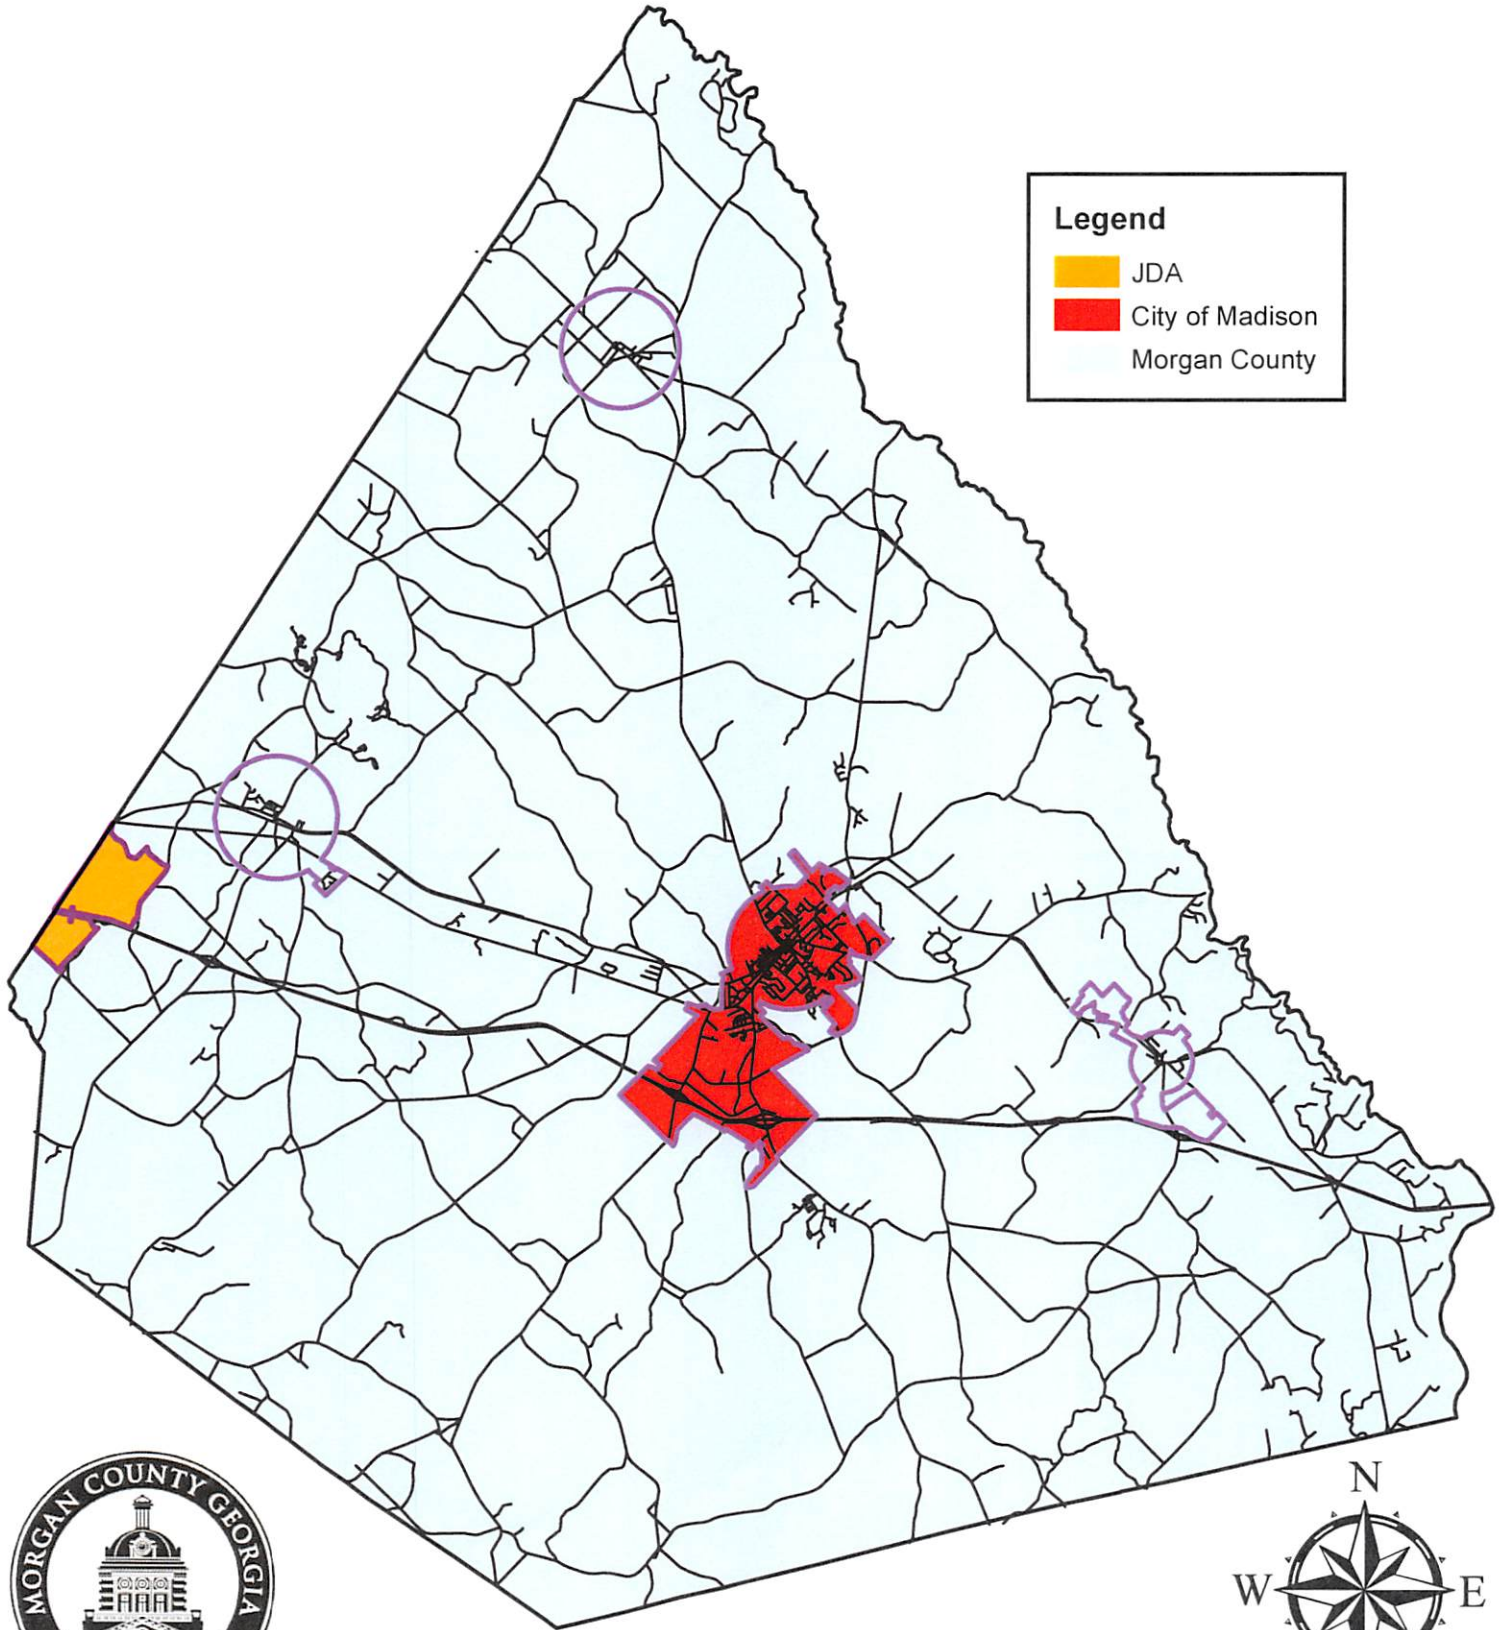 Legend
JDA
City of Madison
Morgan County
MORGAN COUNTY GEORGIA
N
W
E